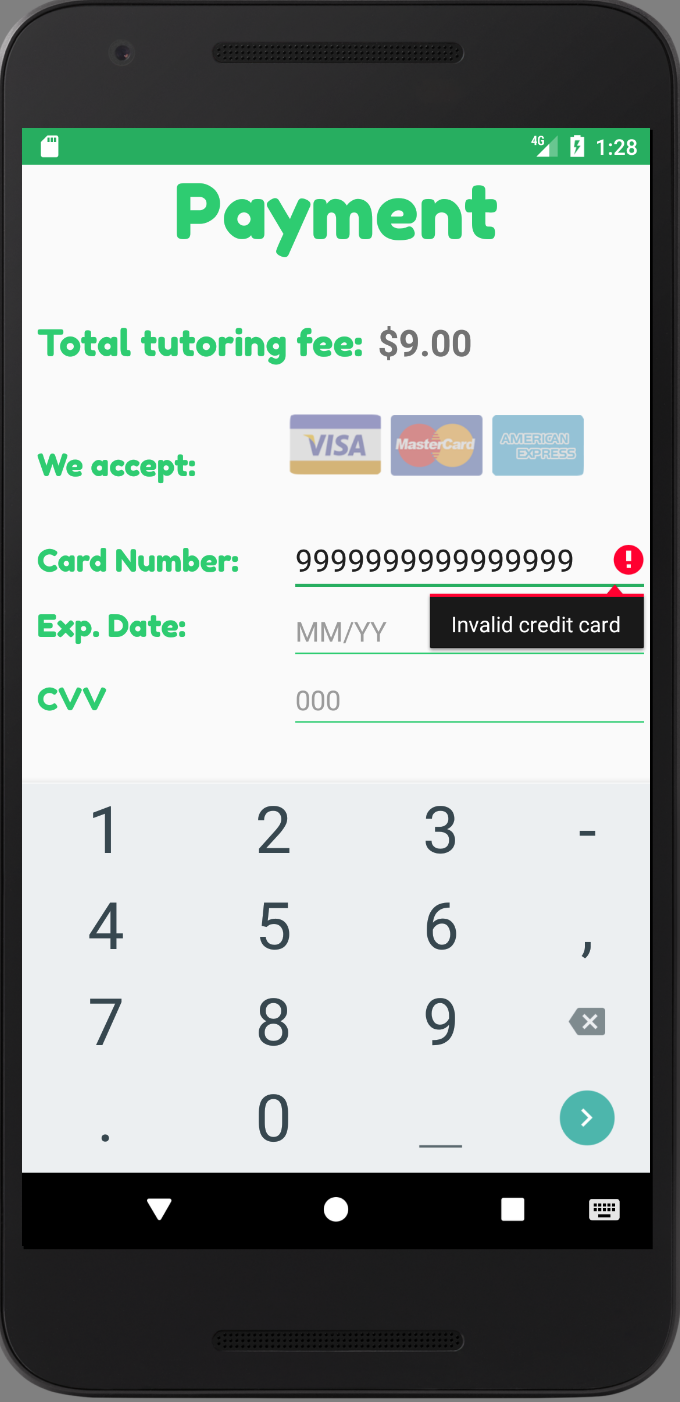 4G 1:28
Payment
Total tutoring fee: $9.00
We accept: VISA MasterCard AMERICAN EXPRESS
Card Number: 9999999999999999
Invalid credit card
Exp. Date: MM/YY
CVV 000
1 2 3 -
4 5 6 ,
7 8 9
. 0 _